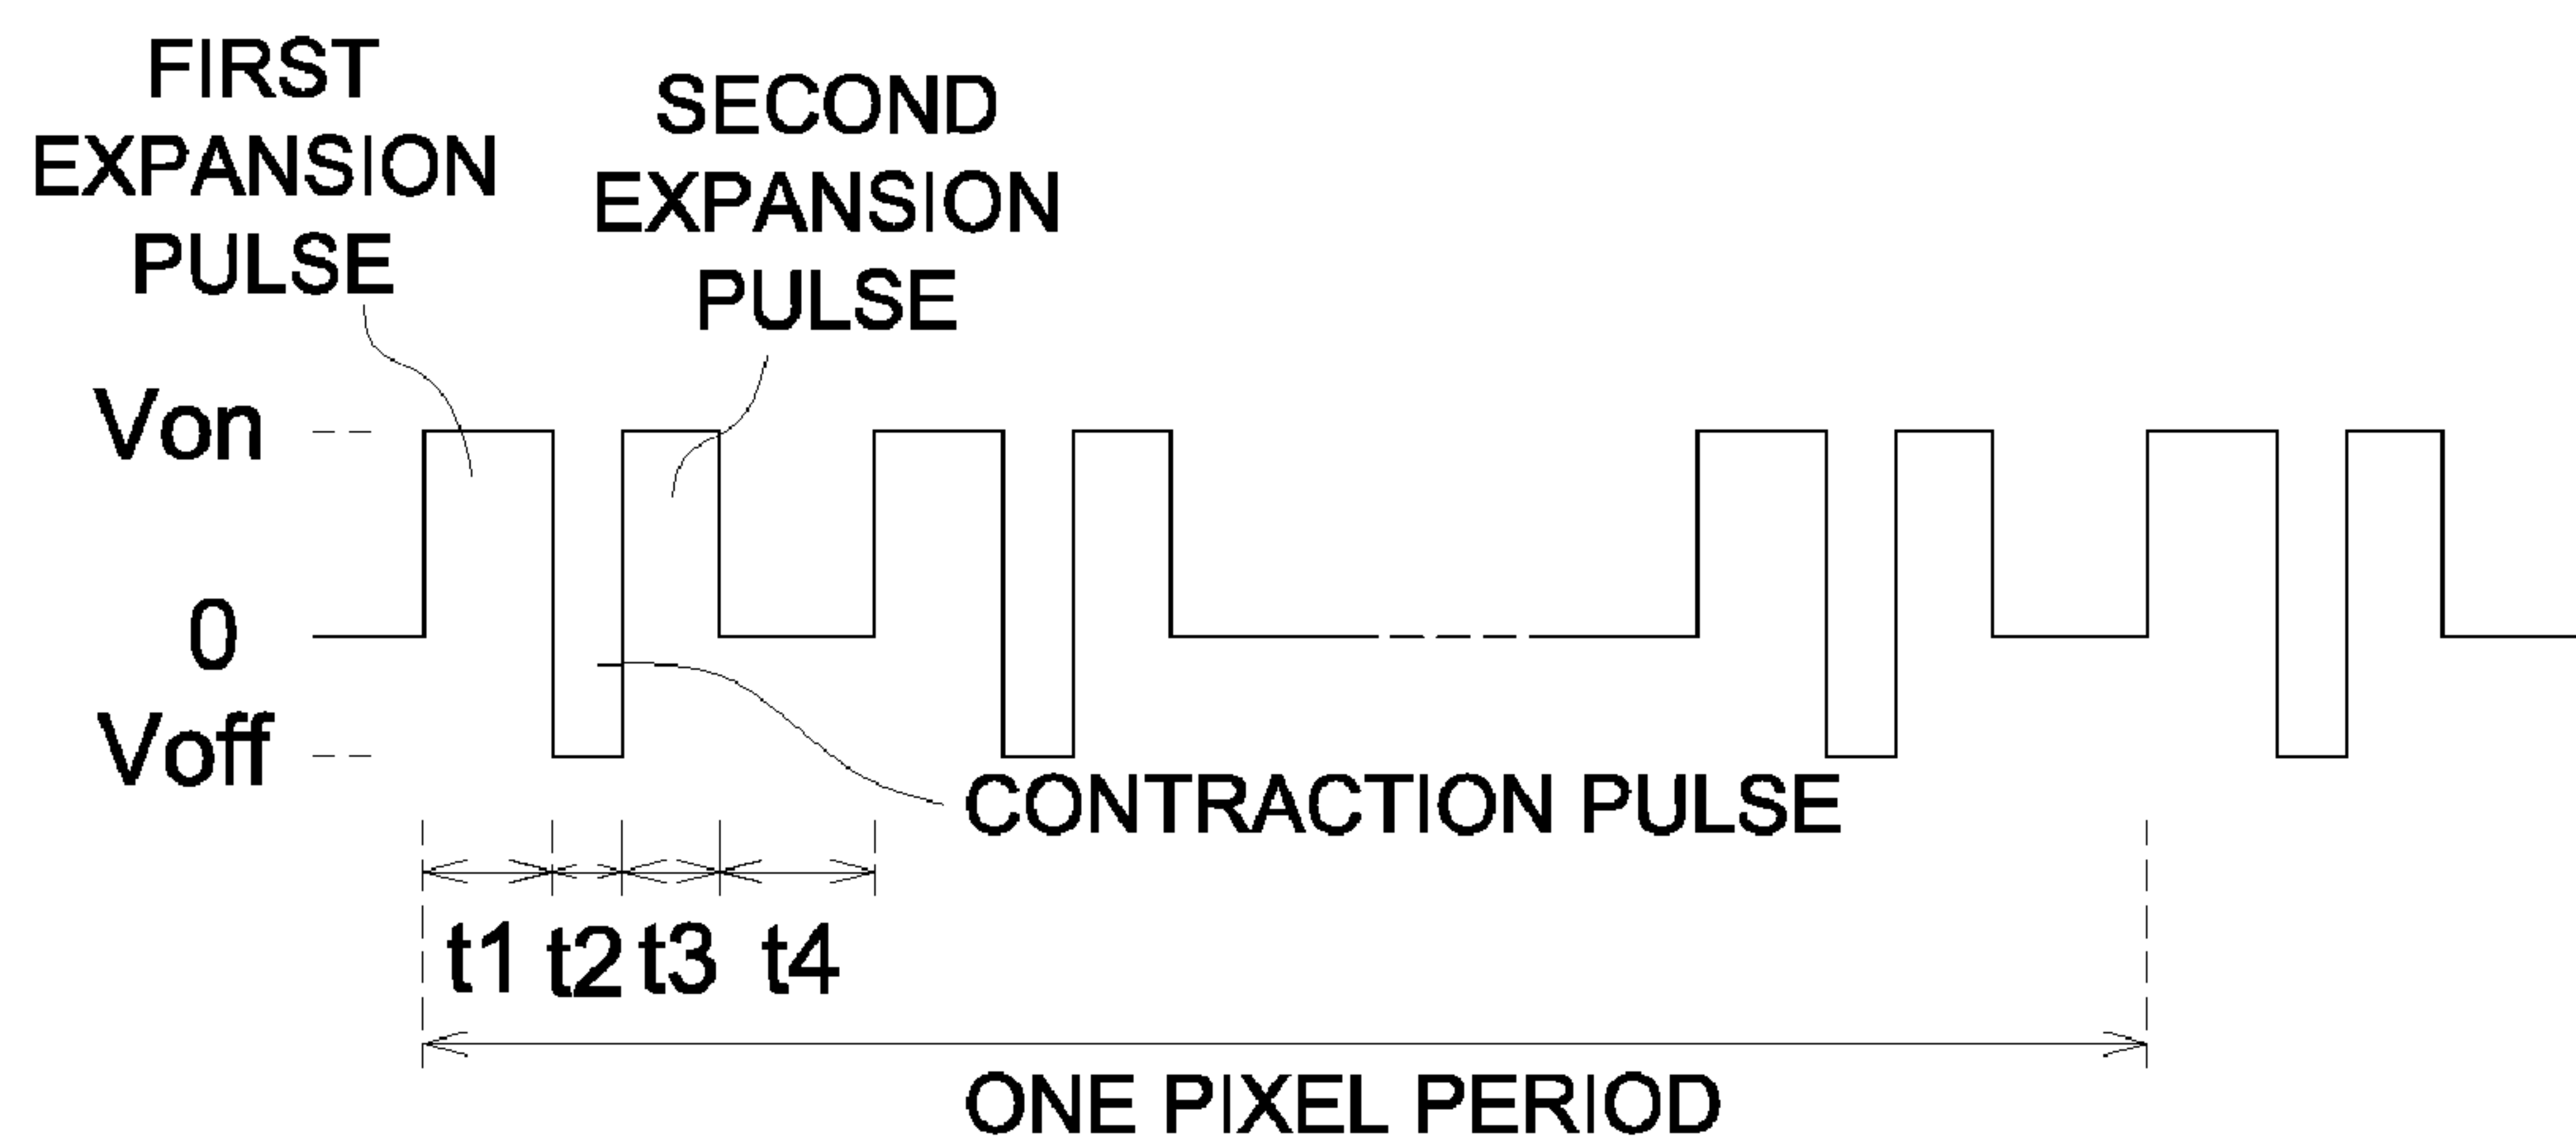 FIRST
EXPANSION
PULSE
SECOND
EXPANSION
PULSE
Von
0
Voff
CONTRACTION PULSE
t1 t2 t3 t4
ONE PIXEL PERIOD